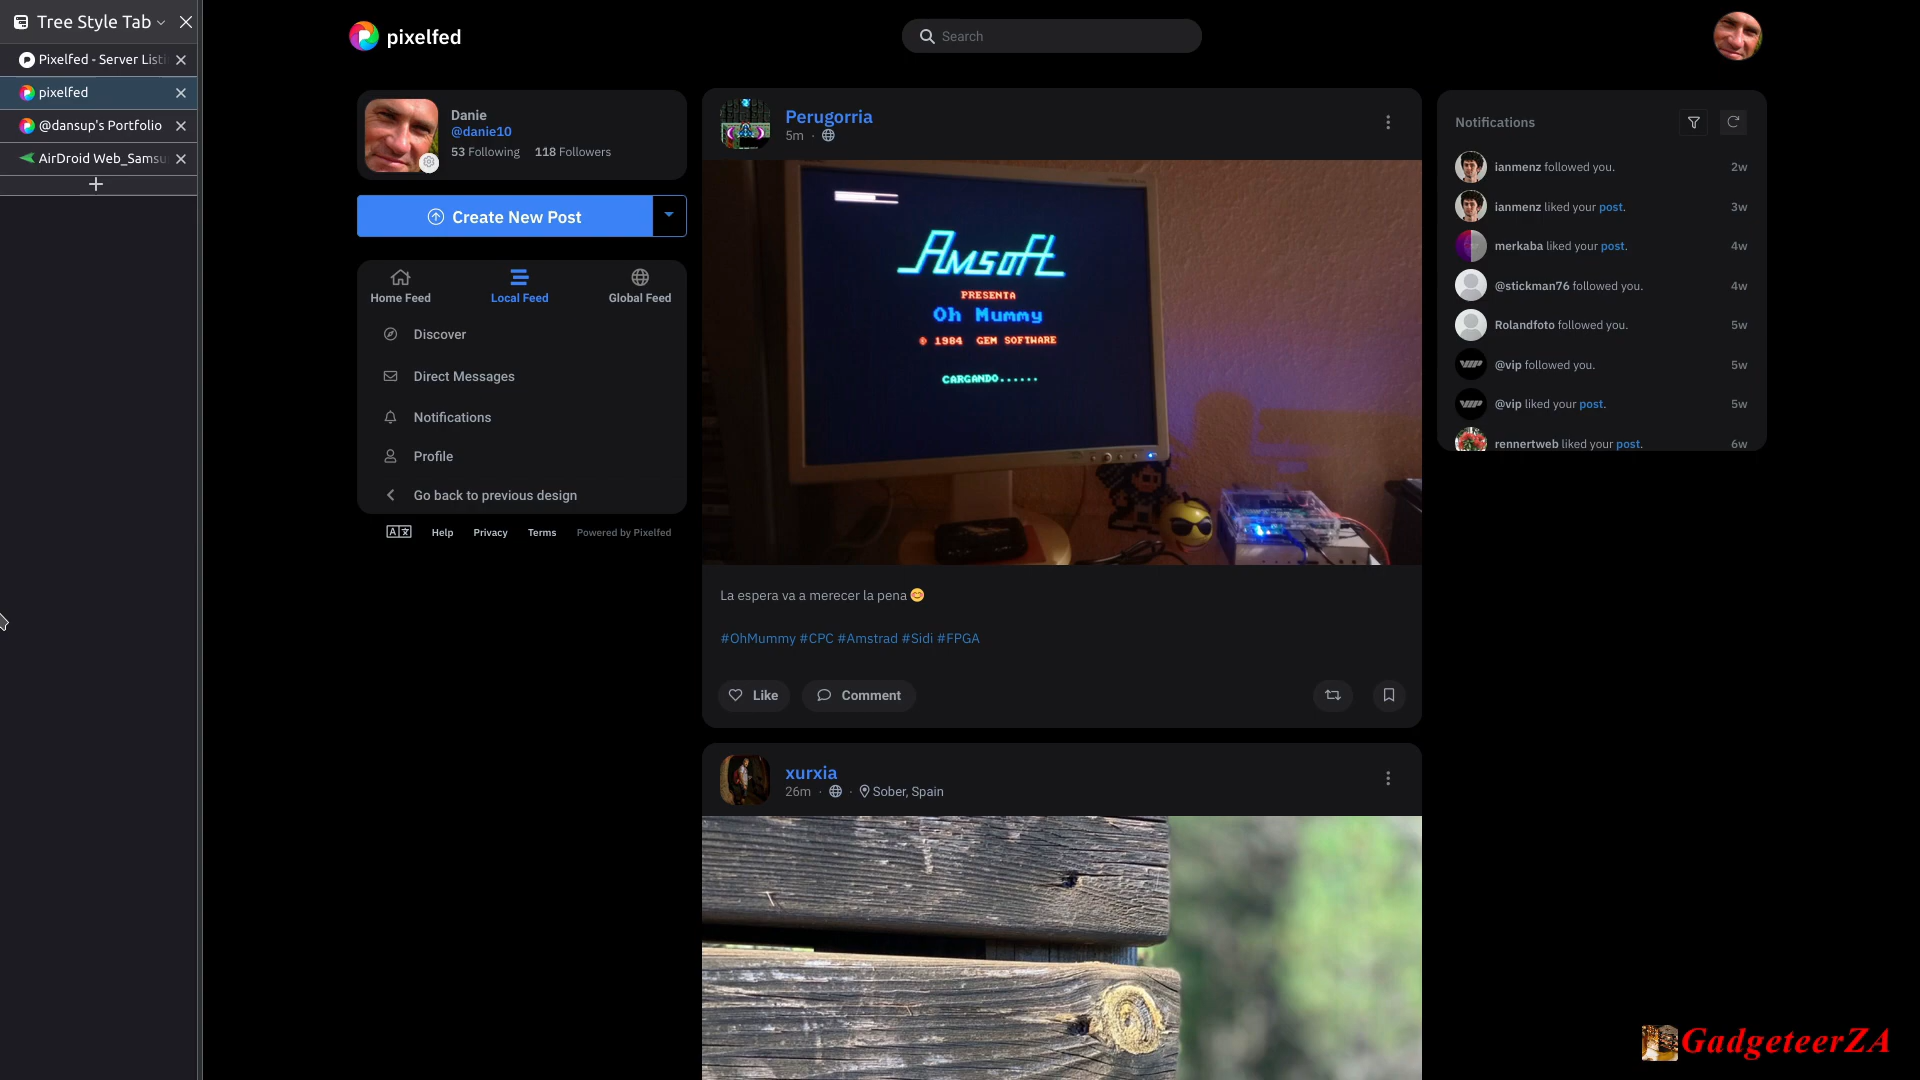 Tree Style Tab
Pixelfed - Server Listi
pixelfed
@dansup's Portfolio
AirDroid Web_Samsu
pixelfed
Search
Danie
@danie10
53 Following 118 Followers
Create New Post
Home Feed
Local Feed
Global Feed
Discover
Direct Messages
Notifications
Profile
Go back to previous design
Help Privacy Terms Powered by Pixelfed
Perugorria
5m ·
Amsoft
PRESENTA
Oh Mummy
© 1984 GEM SOFTWARE
CARGANDO......
La espera va a merecer la pena 😊
#OhMummy #CPC #Amstrad #Sidi #FPGA
Like
Comment
xurxia
26m · · Sober, Spain
Notifications
ianmenz followed you. 2w
ianmenz liked your post. 3w
merkaba liked your post. 4w
@stickman76 followed you. 4w
Rolandfoto followed you. 5w
@vip followed you. 5w
@vip liked your post. 5w
rennertweb liked your post. 6w
GadgeteerZA